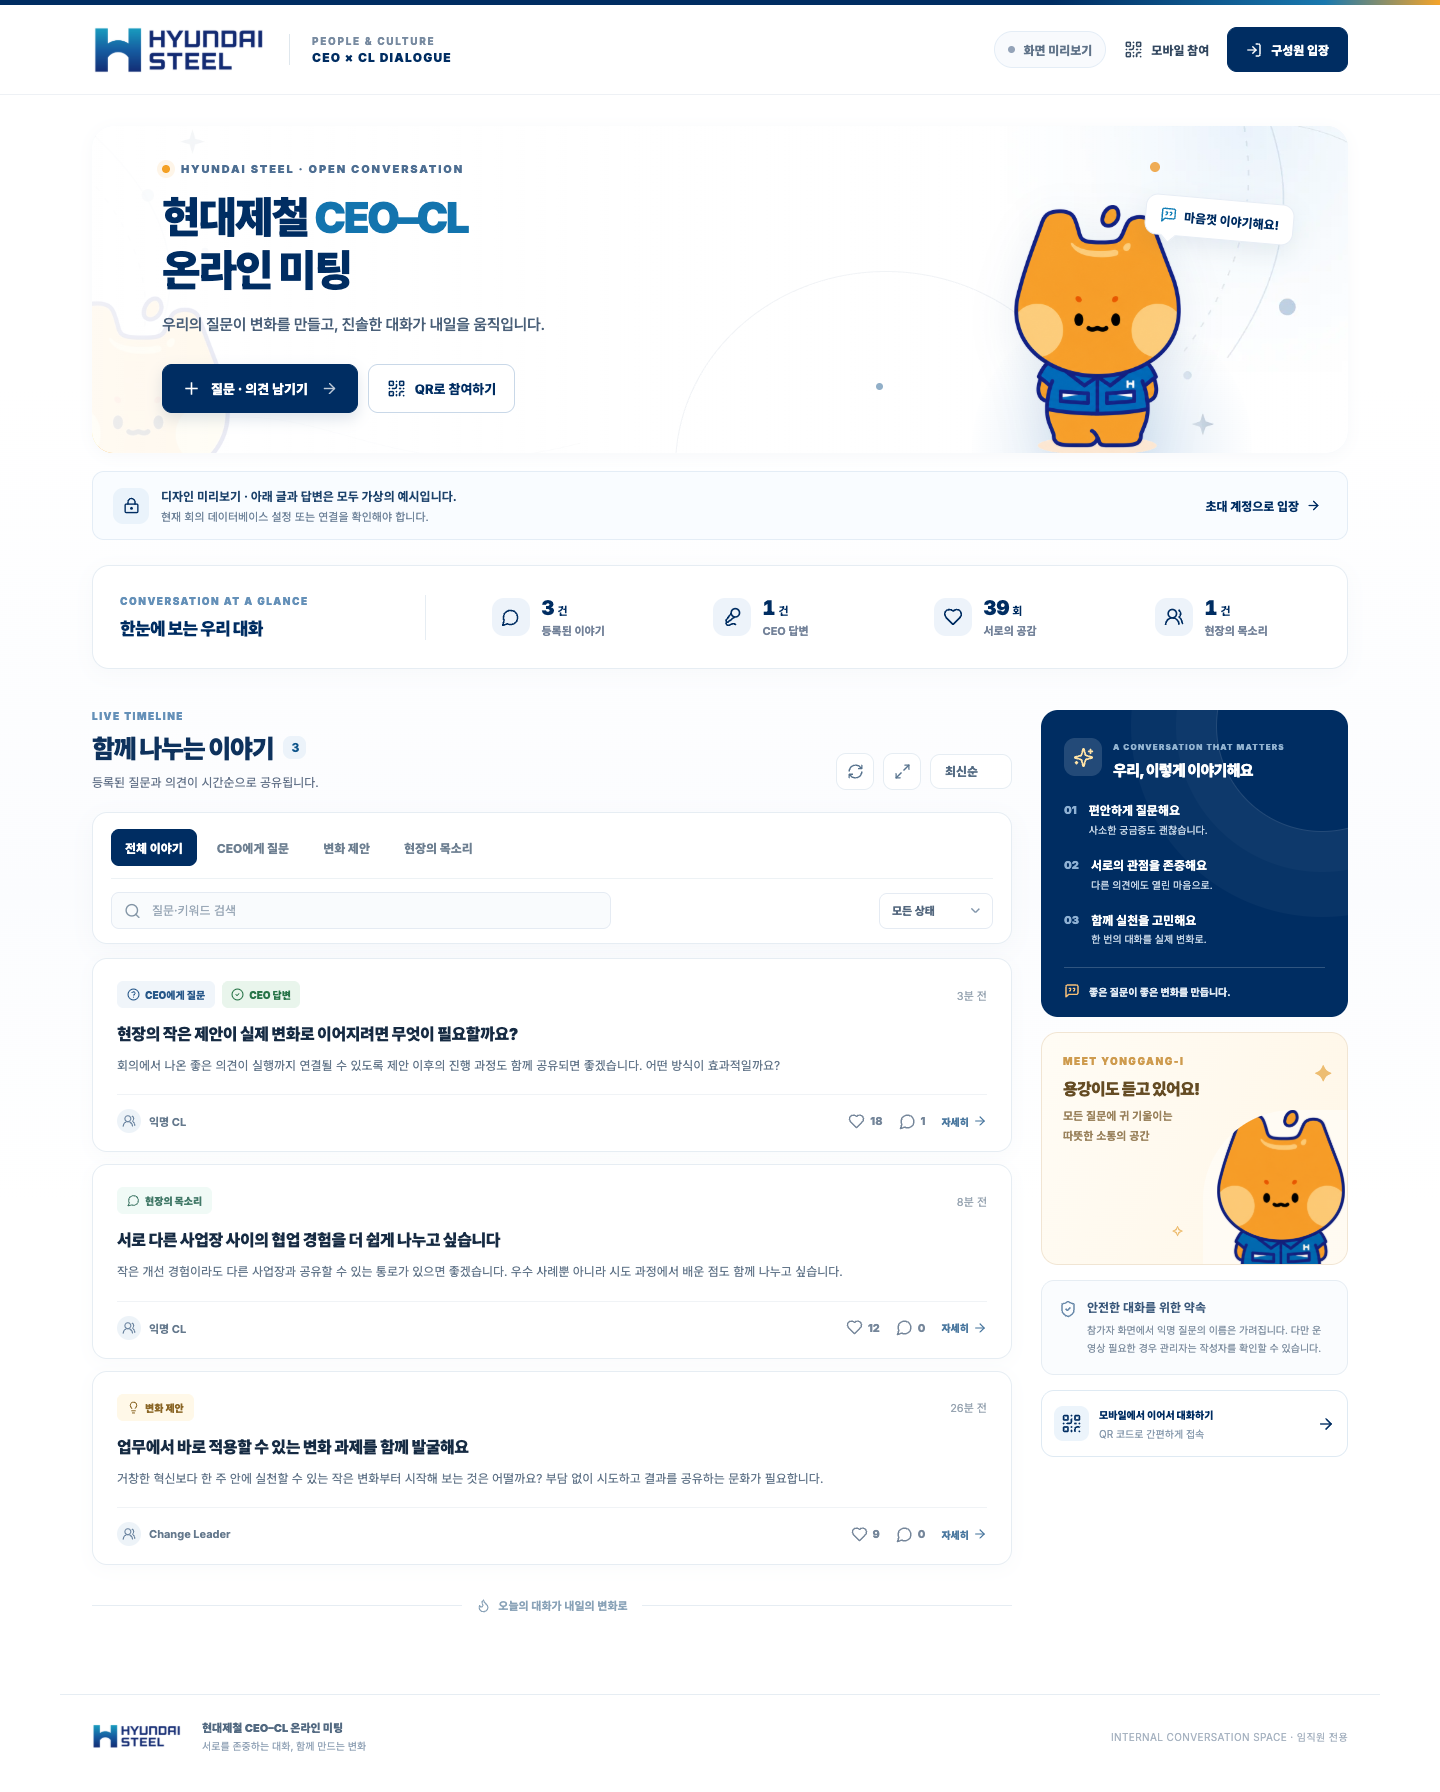 HYUNDAI
STEEL
PEOPLE & CULTURE
CEO × CL DIALOGUE
화면 미리보기
모바일 참여
구성원 입장
HYUNDAI STEEL · OPEN CONVERSATION
현대제철 CEO–CL
온라인 미팅
우리의 질문이 변화를 만들고, 진솔한 대화가 내일을 움직입니다.
질문 · 의견 남기기
QR로 참여하기
마음껏 이야기해요!
H
디자인 미리보기 · 아래 글과 답변은 모두 가상의 예시입니다.
현재 회의 데이터베이스 설정 또는 연결을 확인해야 합니다.
초대 계정으로 입장
CONVERSATION AT A GLANCE
한눈에 보는 우리 대화
3 건
등록된 이야기
1 건
CEO 답변
39 회
서로의 공감
1 건
현장의 목소리
LIVE TIMELINE
함께 나누는 이야기 3
등록된 질문과 의견이 시간순으로 공유됩니다.
최신순
전체 이야기
CEO에게 질문
변화 제안
현장의 목소리
질문·키워드 검색
모든 상태
CEO에게 질문
CEO 답변
3분 전
현장의 작은 제안이 실제 변화로 이어지려면 무엇이 필요할까요?
회의에서 나온 좋은 의견이 실행까지 연결될 수 있도록 제안 이후의 진행 과정도 함께 공유되면 좋겠습니다. 어떤 방식이 효과적일까요?
익명 CL
18
1
자세히
현장의 목소리
8분 전
서로 다른 사업장 사이의 협업 경험을 더 쉽게 나누고 싶습니다
작은 개선 경험이라도 다른 사업장과 공유할 수 있는 통로가 있으면 좋겠습니다. 우수 사례뿐 아니라 시도 과정에서 배운 점도 함께 나누고 싶습니다.
익명 CL
12
0
자세히
변화 제안
26분 전
업무에서 바로 적용할 수 있는 변화 과제를 함께 발굴해요
거창한 혁신보다 한 주 안에 실천할 수 있는 작은 변화부터 시작해 보는 것은 어떨까요? 부담 없이 시도하고 결과를 공유하는 문화가 필요합니다.
Change Leader
9
0
자세히
오늘의 대화가 내일의 변화로
A CONVERSATION THAT MATTERS
우리, 이렇게 이야기해요
01 편안하게 질문해요
사소한 궁금증도 괜찮습니다.
02 서로의 관점을 존중해요
다른 의견에도 열린 마음으로.
03 함께 실천을 고민해요
한 번의 대화를 실제 변화로.
좋은 질문이 좋은 변화를 만듭니다.
MEET YONGGANG-I
용강이도 듣고 있어요!
모든 질문에 귀 기울이는
따뜻한 소통의 공간
H
안전한 대화를 위한 약속
참가자 화면에서 익명 질문의 이름은 가려집니다. 다만 운
영상 필요한 경우 관리자는 작성자를 확인할 수 있습니다.
모바일에서 이어서 대화하기
QR 코드로 간편하게 접속
HYUNDAI
STEEL
현대제철 CEO–CL 온라인 미팅
서로를 존중하는 대화, 함께 만드는 변화
INTERNAL CONVERSATION SPACE · 임직원 전용